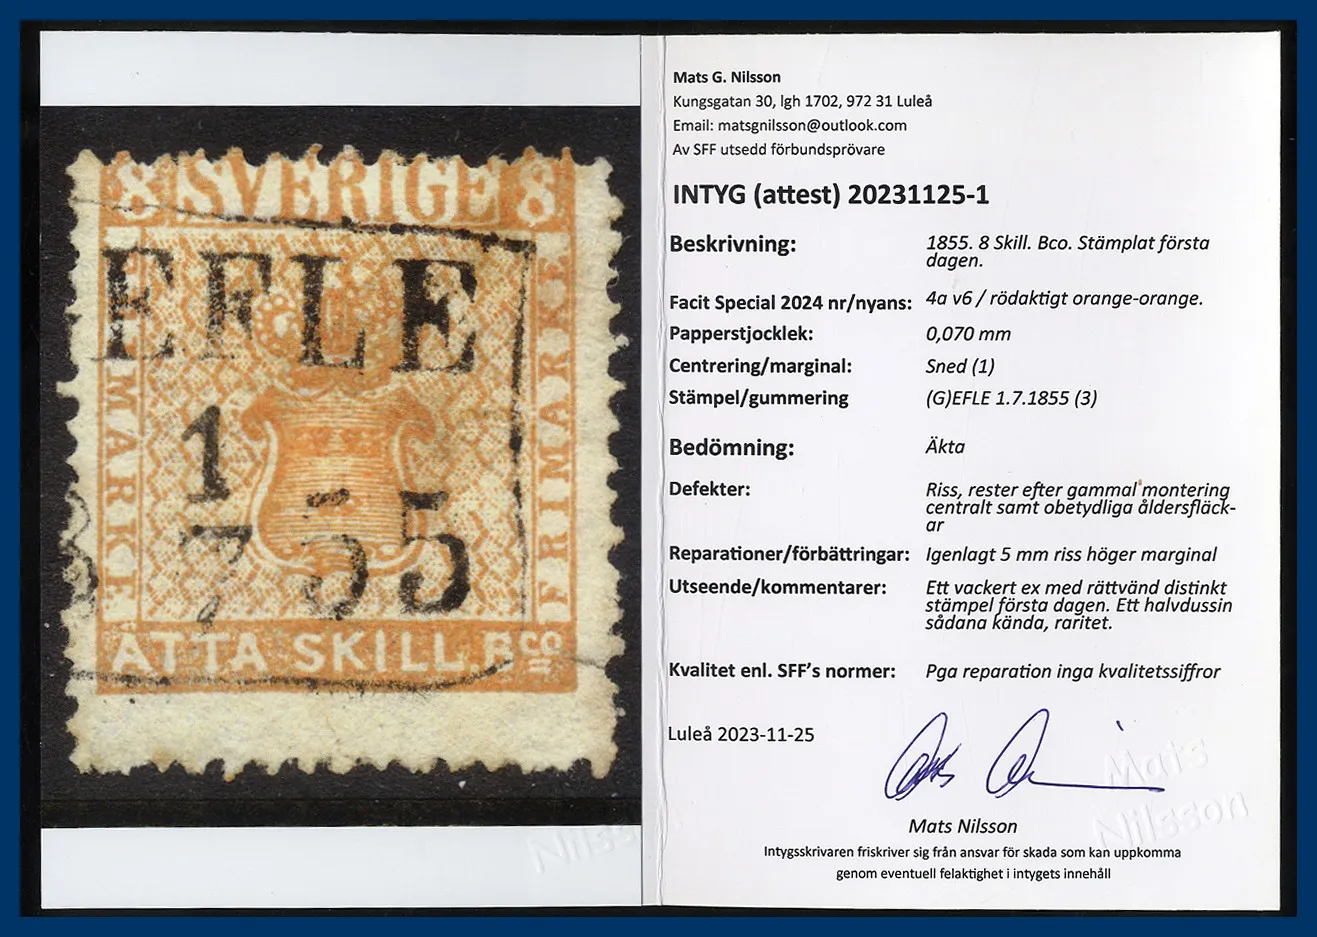 8 SVERIGE 8
EFLE
1
7 55
MARKE
FRIMÄRKE
ÅTTA SKILL. Bco
Mats G. Nilsson
Kungsgatan 30, lgh 1702, 972 31 Luleå
Email: matsgnilsson@outlook.com
Av SFF utsedd förbundsprövare
INTYG (attest) 20231125-1
Beskrivning: 1855. 8 Skill. Bco. Stämplat första
dagen.
Facit Special 2024 nr/nyans: 4a v6 / rödaktigt orange-orange.
Papperstjocklek: 0,070 mm
Centrering/marginal: Sned (1)
Stämpel/gummering (G)EFLE 1.7.1855 (3)
Bedömning: Äkta
Defekter: Riss, rester efter gammal montering
centralt samt obetydliga åldersfläck-
ar
Reparationer/förbättringar: Igenlagt 5 mm riss höger marginal
Utseende/kommentarer: Ett vackert ex med rättvänd distinkt
stämpel första dagen. Ett halvdussin
sådana kända, raritet.
Kvalitet enl. SFF's normer: Pga reparation inga kvalitetssiffror
Luleå 2023-11-25
Mats
Nilsson
Mats Nilsson
Intygsskrivaren friskriver sig från ansvar för skada som kan uppkomma
genom eventuell felaktighet i intygets innehåll